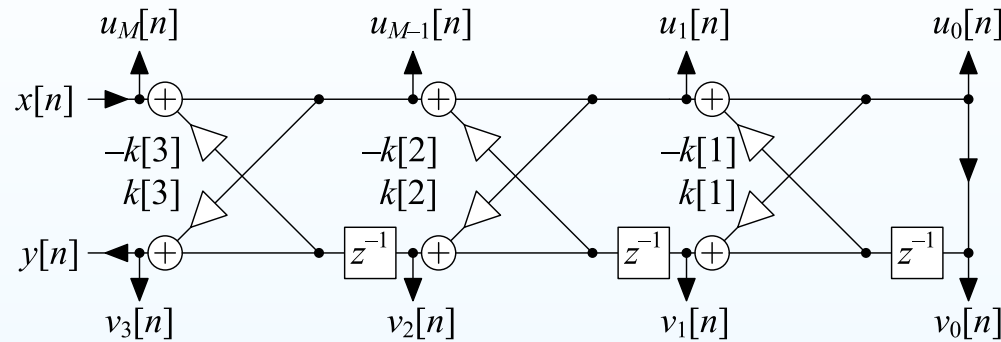 u_M[n] u_{M–1}[n] u_1[n] u_0[n]
x[n] + + +
–k[3] –k[2] –k[1]
k[3] k[2] k[1]
y[n] + z^{-1} + z^{-1} + z^{-1}
v_3[n] v_2[n] v_1[n] v_0[n]